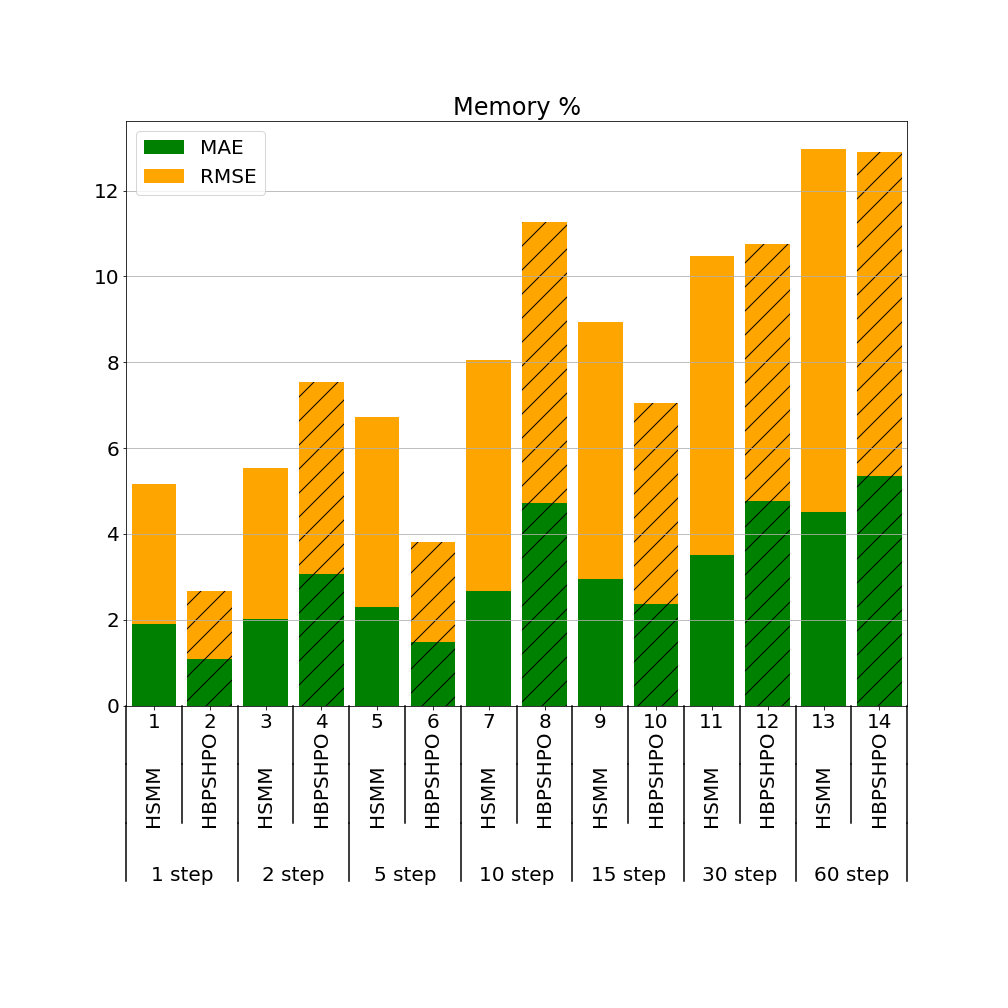 Memory %
MAE
RMSE
12
10
8
6
4
2
0
1 2 3 4 5 6 7 8 9 10 11 12 13 14
HSMM HBPSHPO HSMM HBPSHPO HSMM HBPSHPO HSMM HBPSHPO HSMM HBPSHPO HSMM HBPSHPO HSMM HBPSHPO
1 step 2 step 5 step 10 step 15 step 30 step 60 step